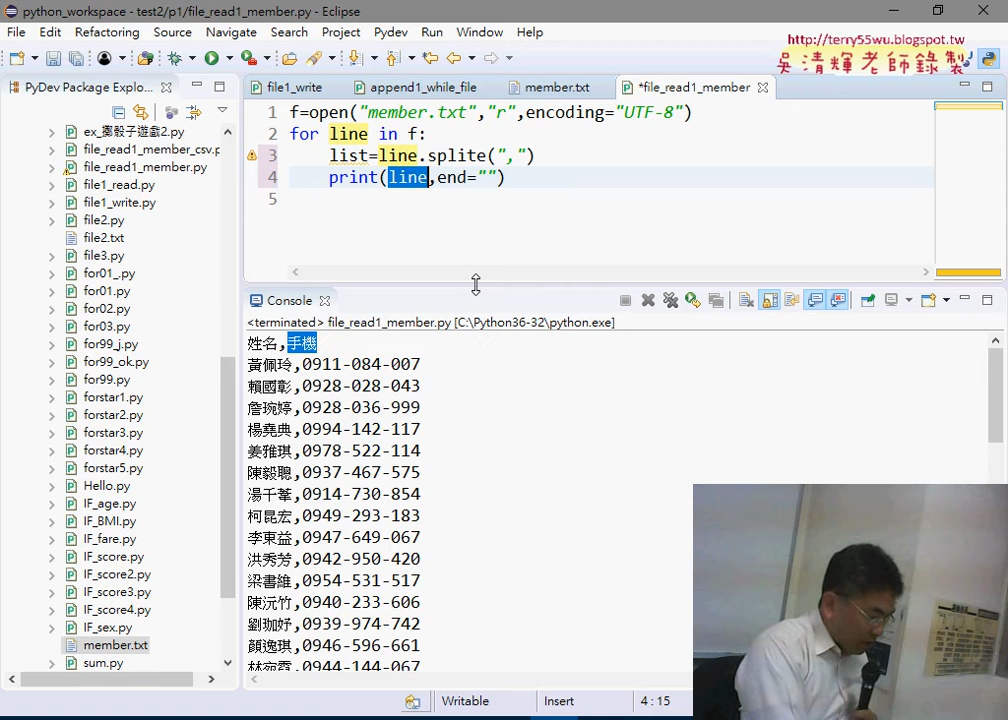 python_workspace - test2/p1/file_read1_member.py - Eclipse
File Edit Refactoring Source Navigate Search Project Pydev Run Window Help
http://terry55wu.blogspot.tw
吳清輝老師錄製
PyDev Package Explo...
file1_write
append1_while_file
member.txt
*file_read1_member
ex_擲骰子遊戲2.py
file_read1_member_csv.p
file_read1_member.py
file1_read.py
file1_write.py
file2.py
file2.txt
file3.py
for01_.py
for01.py
for02.py
for03.py
for99_j.py
for99_ok.py
for99.py
forstar1.py
forstar2.py
forstar3.py
forstar4.py
forstar5.py
Hello.py
IF_age.py
IF_BMI.py
IF_fare.py
IF_score.py
IF_score2.py
IF_score3.py
IF_score4.py
IF_sex.py
member.txt
sum.py
1 f=open("member.txt","r",encoding="UTF-8")
2 for line in f:
3 list=line.splite(",")
4 print(line,end="")
5
Console
<terminated> file_read1_member.py [C:\Python36-32\python.exe]
姓名,手機
黃佩玲,0911-084-007
賴國彰,0928-028-043
詹琬婷,0928-036-999
楊堯典,0994-142-117
姜雅琪,0978-522-114
陳毅聰,0937-467-575
湯千峯,0914-730-854
柯昆宏,0949-293-183
李東益,0947-649-067
洪秀芳,0942-950-420
梁書維,0954-531-517
陳沅竹,0940-233-606
劉珈妤,0939-974-742
顏逸琪,0946-596-661
,0944-144-067
Writable Insert 4:15